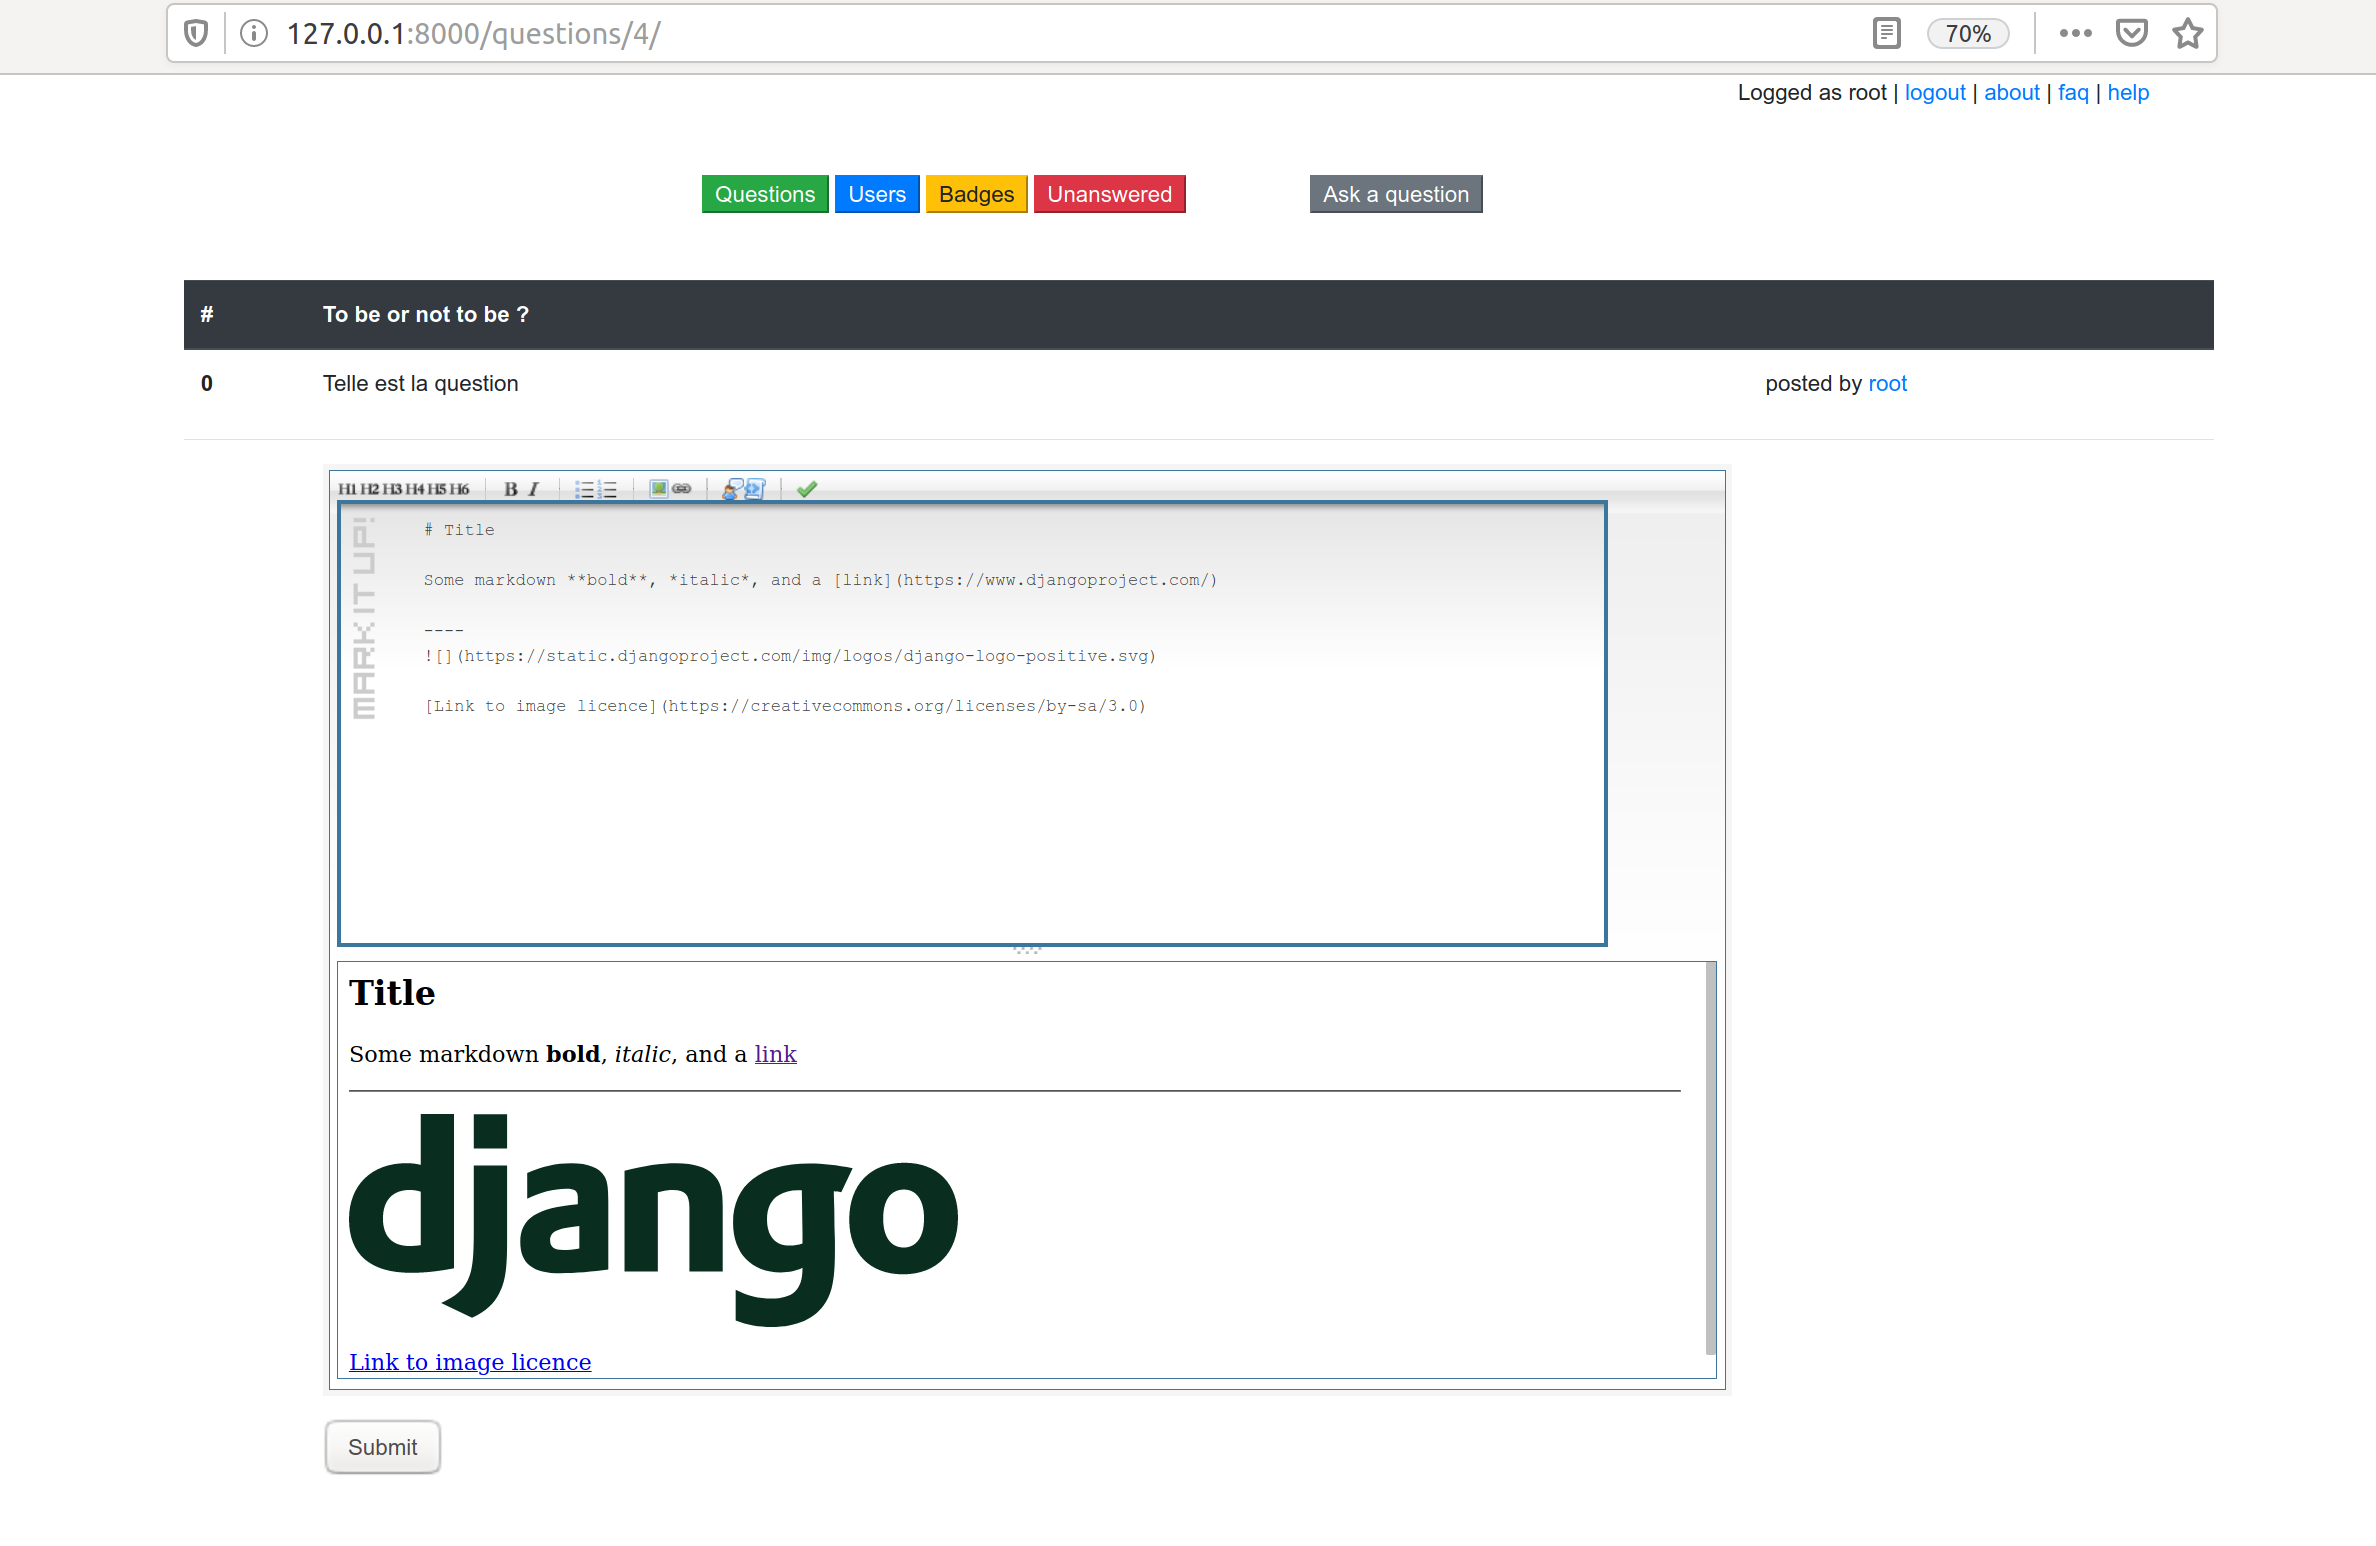 127.0.0.1:8000/questions/4/ 70%
Logged as root | logout | about | faq | help
Questions Users Badges Unanswered Ask a question
# To be or not to be ?
0 Telle est la question posted by root
H1 H2 H3 H4 H5 H6 B I
MARK IT UP!
# Title
Some markdown **bold**, *italic*, and a [link](https://www.djangoproject.com/)
----
![](https://static.djangoproject.com/img/logos/django-logo-positive.svg)
[Link to image licence](https://creativecommons.org/licenses/by-sa/3.0)
Title
Some markdown bold, italic, and a link
django
Link to image licence
Submit